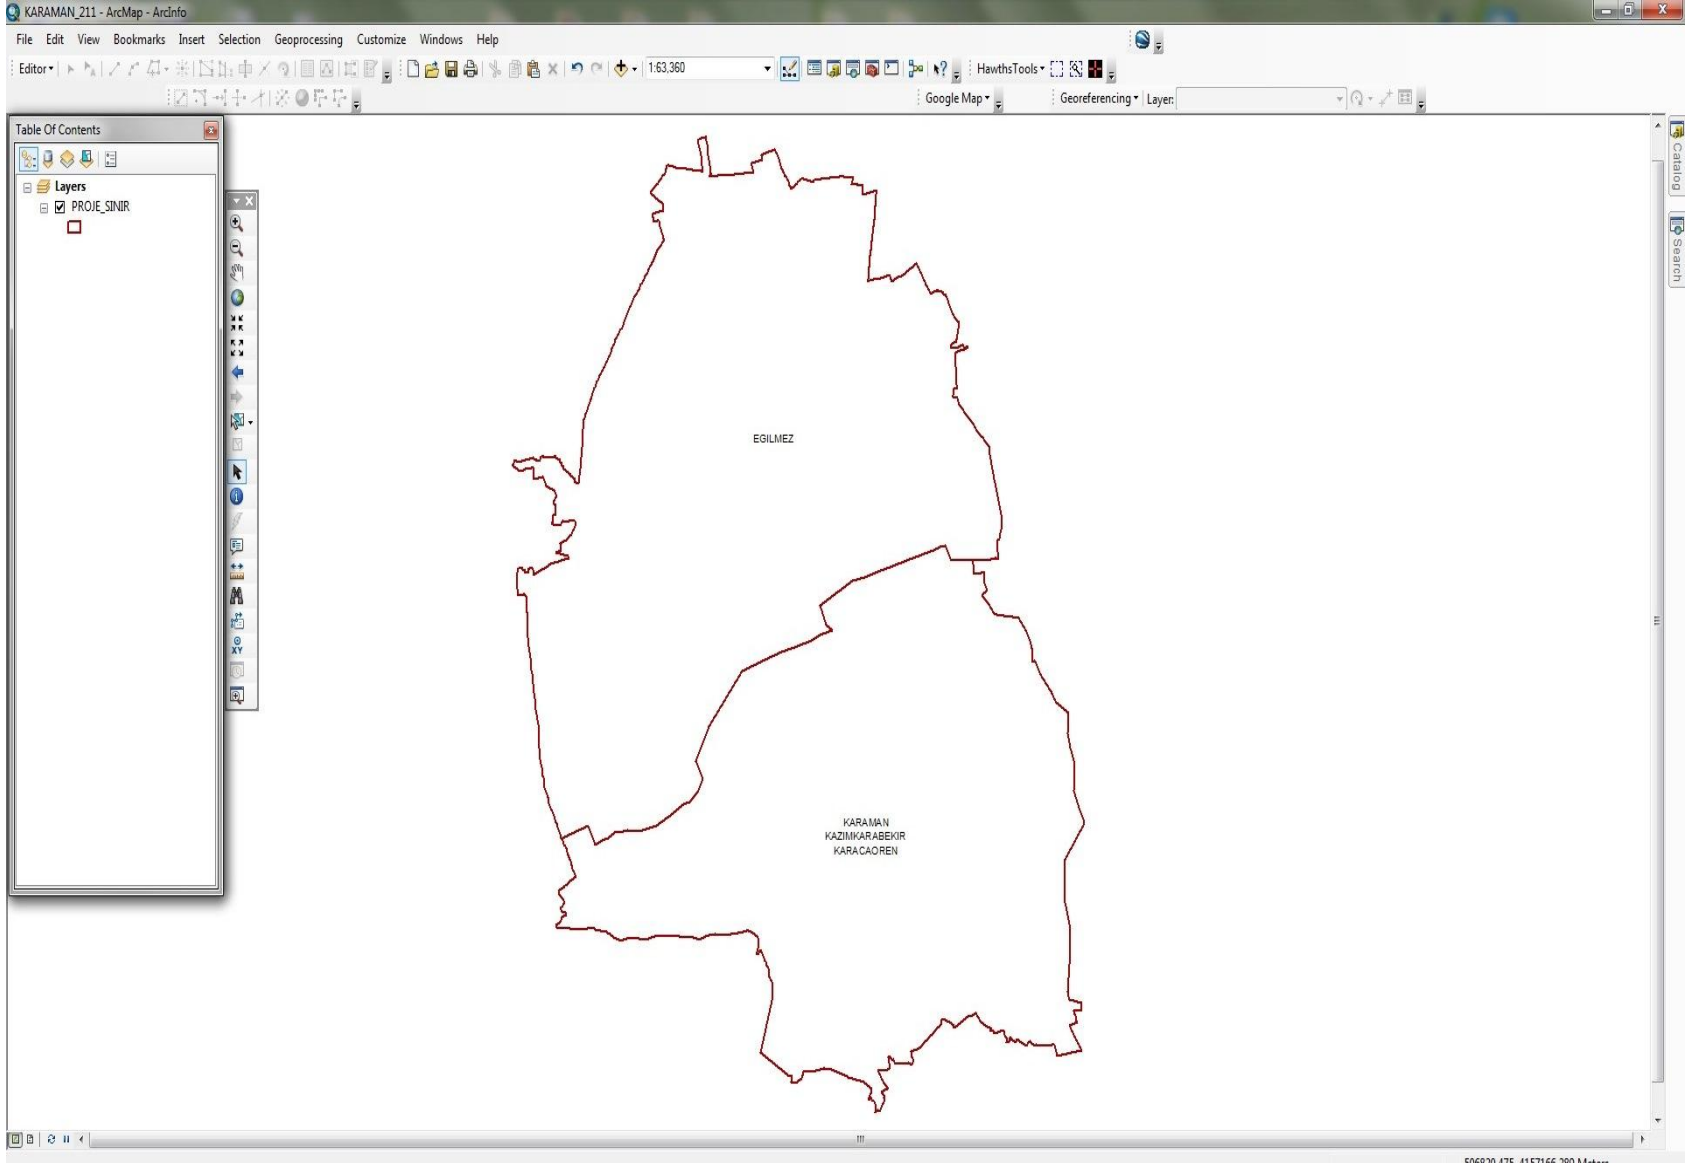 KARAMAN_211 - ArcMap - ArcInfo
File Edit View Bookmarks Insert Selection Geoprocessing Customize Windows Help
Editor 1:63,360 HawthsTools
Google Map Georeferencing Layer:
Table Of Contents
Layers
PROJE_SINIR
XY
Catalog
Search
EGILMEZ
KARAMAN
KAZIMKARABEKIR
KARACAOREN